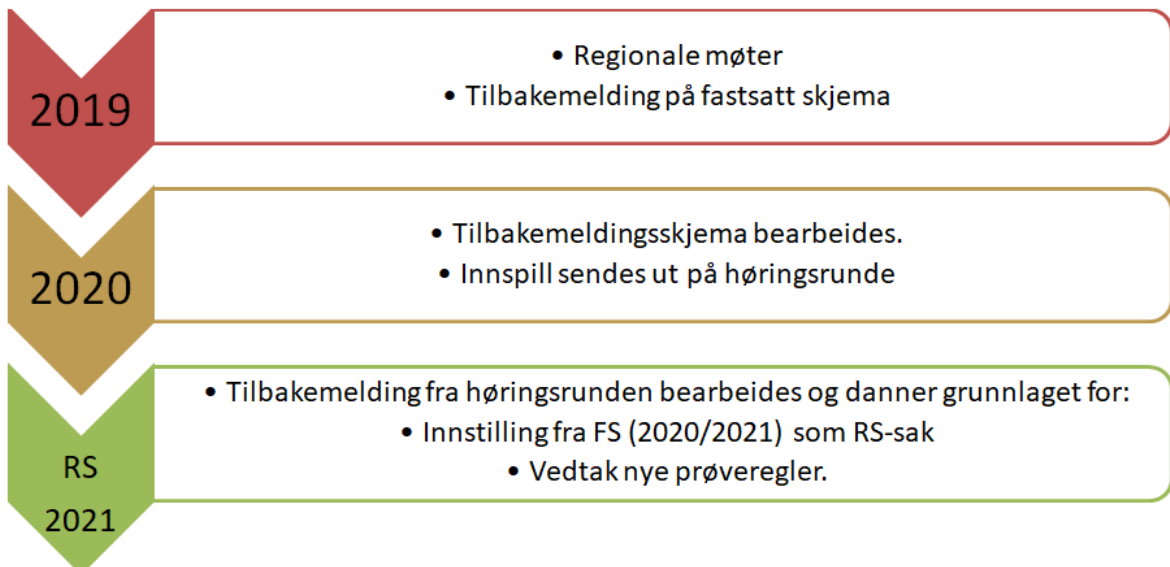 2019
• Regionale møter
• Tilbakemelding på fastsatt skjema
2020
• Tilbakemeldingsskjema bearbeides.
• Innspill sendes ut på høringsrunde
RS
2021
• Tilbakemelding fra høringsrunden bearbeides og danner grunnlaget for:
• Innstilling fra FS (2020/2021) som RS-sak
• Vedtak nye prøveregler.